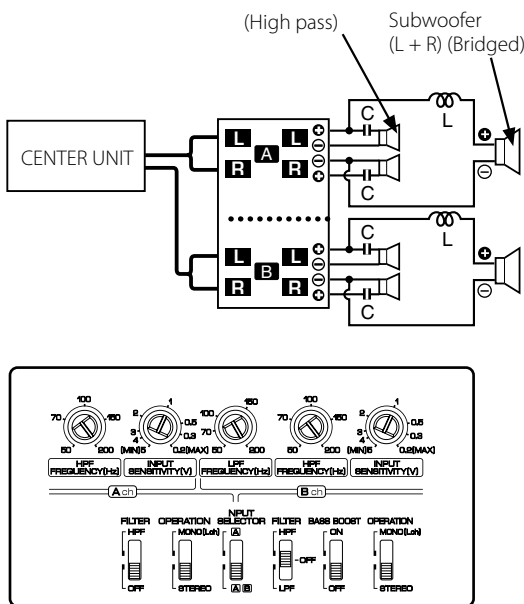 (High pass)
Subwoofer
(L + R) (Bridged)
L
C
CENTER UNIT
L L ⊕
⊖
A
R R ⊖
⊕
C
⊕
⊖
L
C
L L ⊕
⊖
B
R R ⊖
⊕
C
⊕
⊖
100
70 150
50 200
HPF
FREQUENCY(Hz)
1
2 0.5
3 0.3
4
(MIN)5 0.2(MAX)
INPUT
SENSITIVITY(V)
150
100
70
50 200
LPF
FREQUENCY(Hz)
100
70 150
50 200
HPF
FREQUENCY(Hz)
1
2 0.5
3 0.3
4
(MIN)5 0.2(MAX)
INPUT
SENSITIVITY(V)
A ch B ch
FILTER
HPF
OFF
OPERATION
MONO(Lch)
STEREO
NPUT
SELECTOR
A
A B
FILTER
HPF
OFF
LPF
BASS BOOST
ON
OFF
OPERATION
MONO(Lch)
STEREO